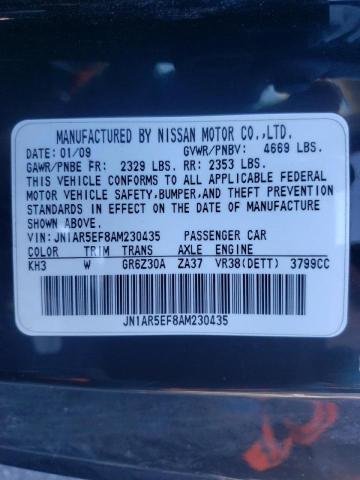 MANUFACTURED BY NISSAN MOTOR CO.,LTD.
DATE: 01/09 GVWR/PNBV: 4669 LBS.
GAWR/PNBE FR: 2329 LBS. RR: 2353 LBS.
THIS VEHICLE CONFORMS TO ALL APPLICABLE FEDERAL
MOTOR VEHICLE SAFETY,BUMPER,AND THEFT PREVENTION
STANDARDS IN EFFECT ON THE DATE OF MANUFACTURE
SHOWN ABOVE.
VIN: JN1AR5EF8AM230435 PASSENGER CAR
COLOR TRIM TRANS AXLE ENGINE
KH3 W GR6Z30A ZA37 VR38(DETT) 3799CC
JN1AR5EF8AM230435